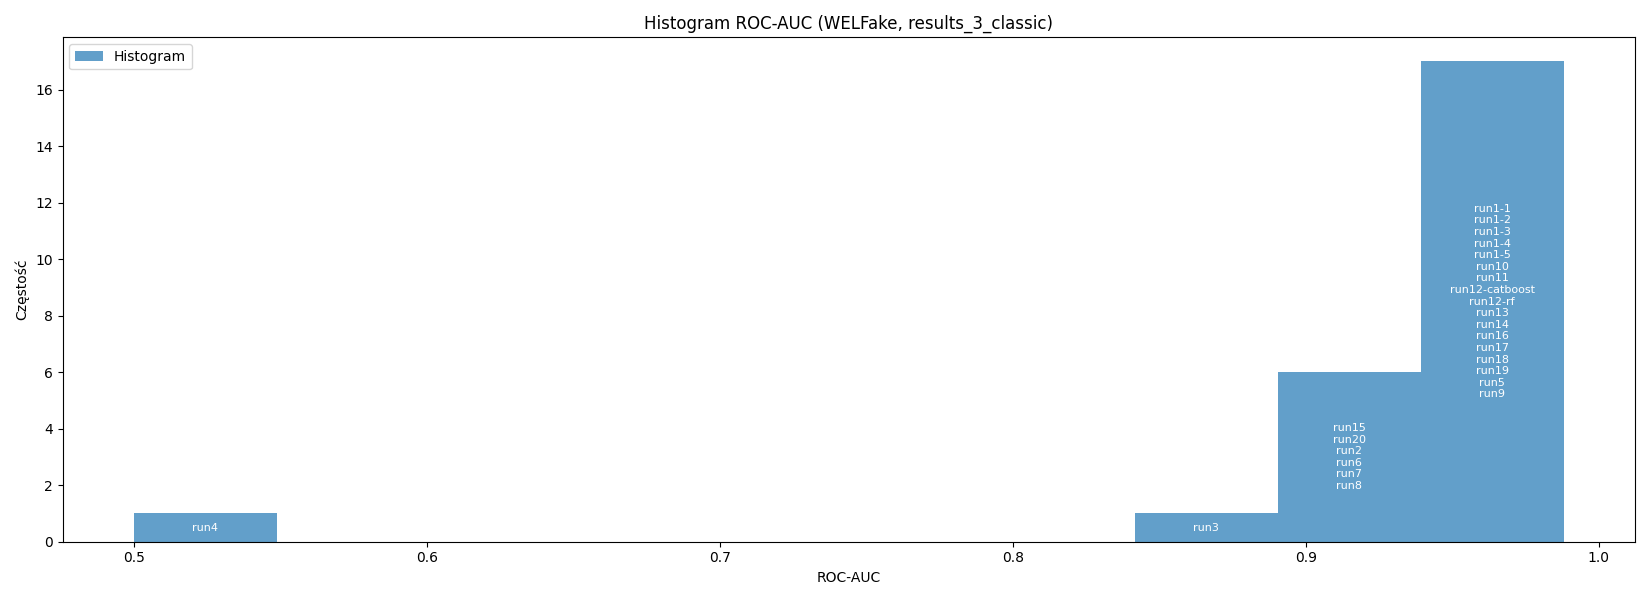 Histogram ROC-AUC (WELFake, results_3_classic)
Histogram
16
14
12
10
8
6
4
2
0
Częstość
run4
run3
run15
run20
run2
run6
run7
run8
run1-1
run1-2
run1-3
run1-4
run1-5
run10
run11
run12-catboost
run12-rf
run13
run14
run16
run17
run18
run19
run5
run9
0.5
0.6
0.7
0.8
0.9
1.0
ROC-AUC